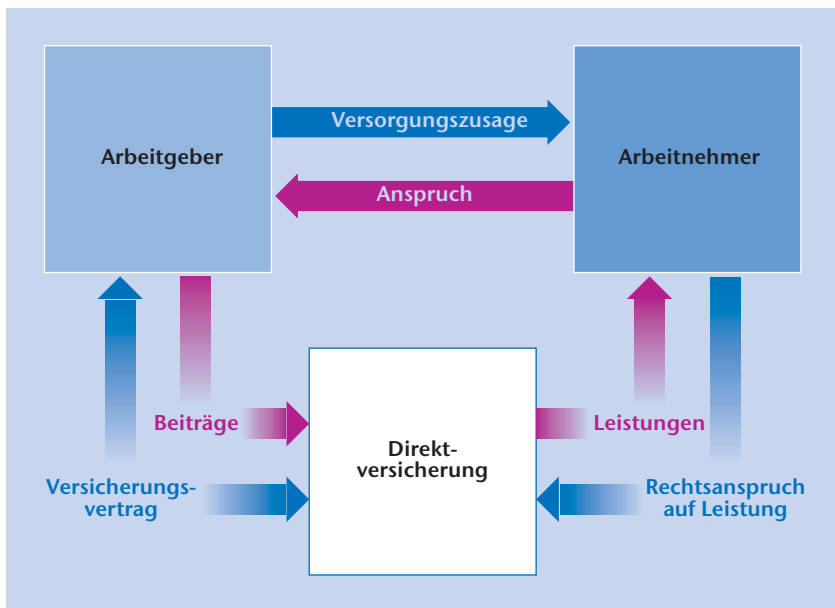 Versorgungszusage
Arbeitgeber
Arbeitnehmer
Anspruch
Beiträge
Leistungen
Direkt-
versicherung
Versicherungs-
vertrag
Rechtsanspruch
auf Leistung